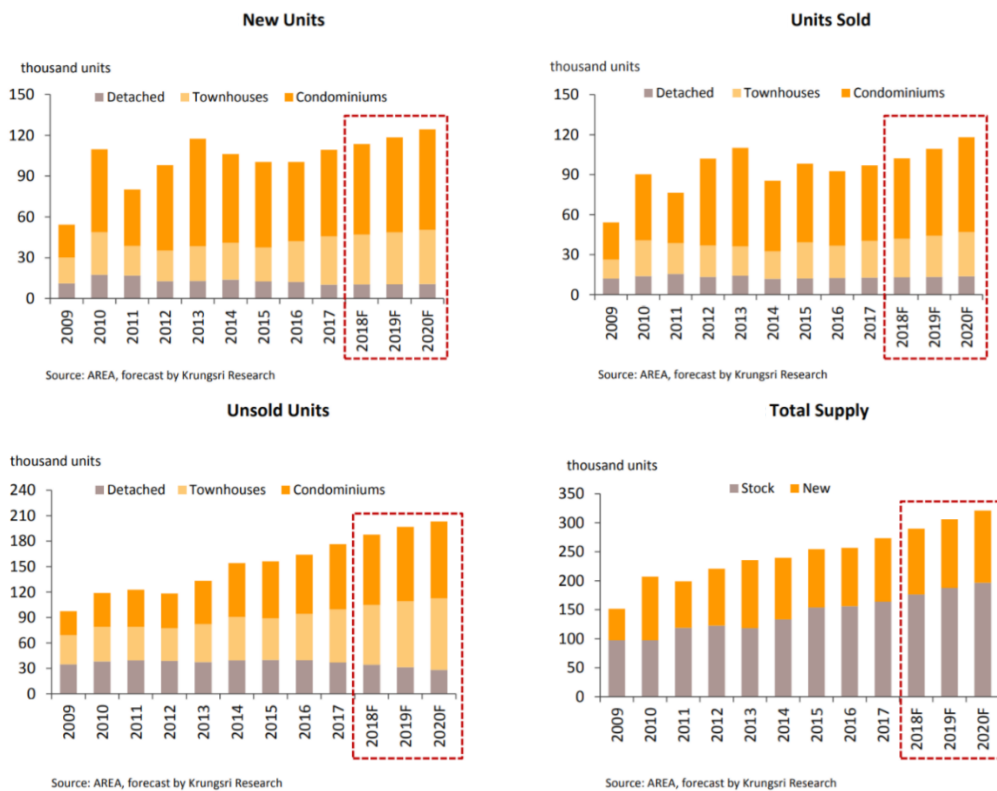 New Units
thousand units
Detached Townhouses Condominiums
150
120
90
60
30
0
2009 2010 2011 2012 2013 2014 2015 2016 2017 2018F 2019F 2020F
Source: AREA, forecast by Krungsri Research
Units Sold
thousand units
Detached Townhouses Condominiums
150
120
90
60
30
0
2009 2010 2011 2012 2013 2014 2015 2016 2017 2018F 2019F 2020F
Source: AREA, forecast by Krungsri Research
Unsold Units
thousand units
Detached Townhouses Condominiums
240
210
180
150
120
90
60
30
0
2009 2010 2011 2012 2013 2014 2015 2016 2017 2018F 2019F 2020F
Source: AREA, forecast by Krungsri Research
Total Supply
thousand units
Stock New
350
300
250
200
150
100
50
0
2009 2010 2011 2012 2013 2014 2015 2016 2017 2018F 2019F 2020F
Source: AREA, forecast by Krungsri Research